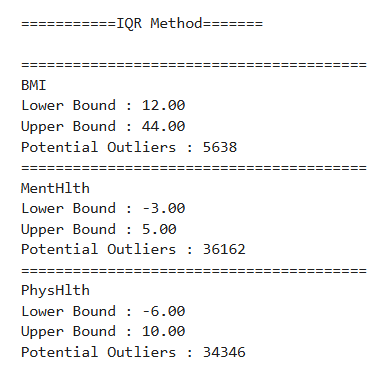 ===========IQR Method=======
========================================
BMI
Lower Bound : 12.00
Upper Bound : 44.00
Potential Outliers : 5638
========================================
MentHlth
Lower Bound : -3.00
Upper Bound : 5.00
Potential Outliers : 36162
========================================
PhysHlth
Lower Bound : -6.00
Upper Bound : 10.00
Potential Outliers : 34346